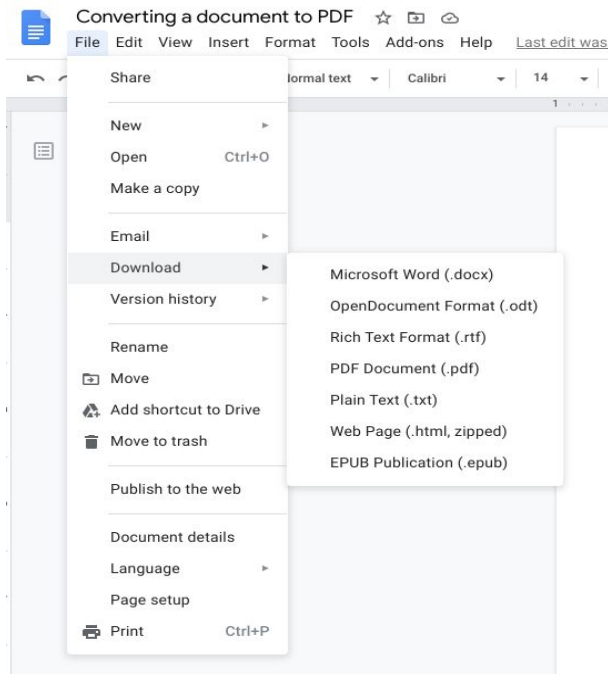 Converting a document to PDF
File Edit View Insert Format Tools Add-ons Help Last edit was
Normal text Calibri 14
1
Share
New
Open Ctrl+O
Make a copy
Email
Download
Version history
Rename
Move
Add shortcut to Drive
Move to trash
Publish to the web
Document details
Language
Page setup
Print Ctrl+P
Microsoft Word (.docx)
OpenDocument Format (.odt)
Rich Text Format (.rtf)
PDF Document (.pdf)
Plain Text (.txt)
Web Page (.html, zipped)
EPUB Publication (.epub)